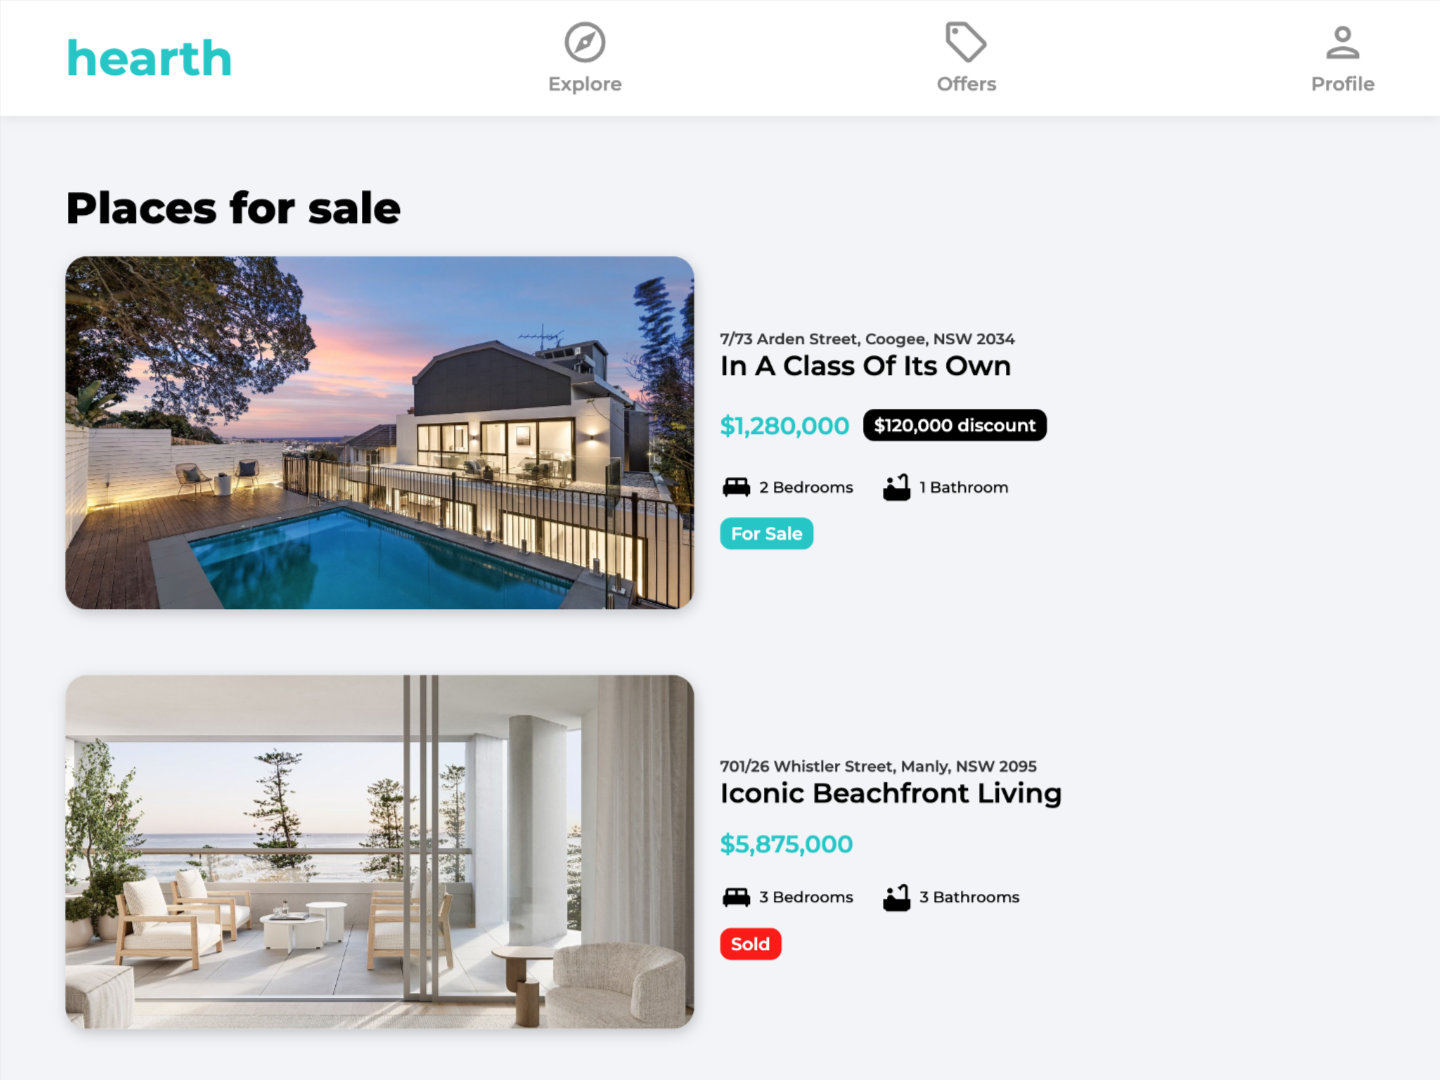 hearth
Explore
Offers
Profile
Places for sale
7/73 Arden Street, Coogee, NSW 2034
In A Class Of Its Own
$1,280,000 $120,000 discount
2 Bedrooms 1 Bathroom
For Sale
701/26 Whistler Street, Manly, NSW 2095
Iconic Beachfront Living
$5,875,000
3 Bedrooms 3 Bathrooms
Sold